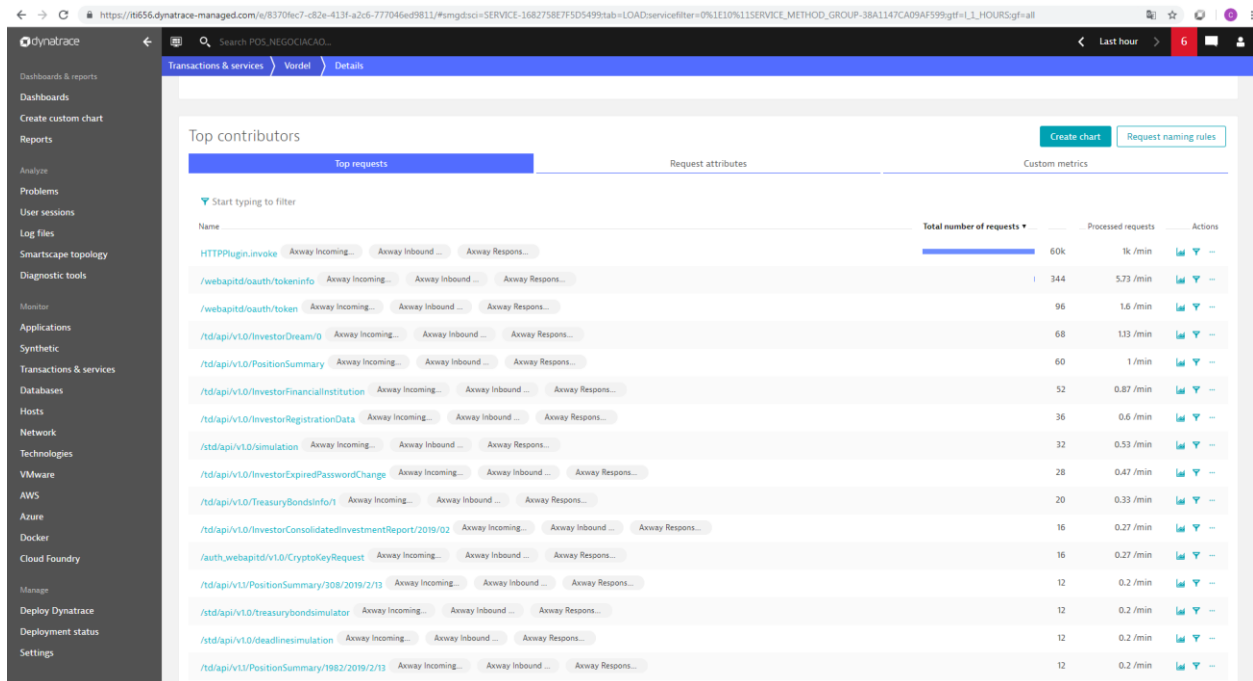 https://iti656.dynatrace-managed.com/e/8370fec7-c82e-413f-a2c6-777046ed9811/#smgd;sci=SERVICE-1682758E7F5D5499;tab=LOAD;servicefilter=0%1E10%11SERVICE_METHOD_GROUP-38A1147CA09AF599;gtf=l_1_HOURS;gf=all
dynatrace
Search POS_NEGOCIACAO...
Last hour
6
Transactions & services
Vordel
Details
Dashboards & reports
Dashboards
Create custom chart
Reports
Analyze
Problems
User sessions
Log files
Smartscape topology
Diagnostic tools
Monitor
Applications
Synthetic
Transactions & services
Databases
Hosts
Network
Technologies
VMware
AWS
Azure
Docker
Cloud Foundry
Manage
Deploy Dynatrace
Deployment status
Settings
Top contributors
Create chart
Request naming rules
Top requests Request attributes Custom metrics
Start typing to filter
Name Total number of requests ▼ Processed requests Actions
HTTPPlugin.invoke Axway Incoming... Axway Inbound ... Axway Respons... 60k 1k /min
/webapitd/oauth/tokeninfo Axway Incoming... Axway Inbound ... Axway Respons... 344 5.73 /min
/webapitd/oauth/token Axway Incoming... Axway Inbound ... Axway Respons... 96 1.6 /min
/td/api/v1.0/InvestorDream/0 Axway Incoming... Axway Inbound ... Axway Respons... 68 1.13 /min
/td/api/v1.0/PositionSummary Axway Incoming... Axway Inbound ... Axway Respons... 60 1 /min
/td/api/v1.0/InvestorFinancialInstitution Axway Incoming... Axway Inbound ... Axway Respons... 52 0.87 /min
/td/api/v1.0/InvestorRegistrationData Axway Incoming... Axway Inbound ... Axway Respons... 36 0.6 /min
/std/api/v1.0/simulation Axway Incoming... Axway Inbound ... Axway Respons... 32 0.53 /min
/td/api/v1.0/InvestorExpiredPasswordChange Axway Incoming... Axway Inbound ... Axway Respons... 28 0.47 /min
/td/api/v1.0/TreasuryBondsInfo/1 Axway Incoming... Axway Inbound ... Axway Respons... 20 0.33 /min
/td/api/v1.0/InvestorConsolidatedInvestmentReport/2019/02 Axway Incoming... Axway Inbound ... Axway Respons... 16 0.27 /min
/auth_webapitd/v1.0/CryptoKeyRequest Axway Incoming... Axway Inbound ... Axway Respons... 16 0.27 /min
/td/api/v1.1/PositionSummary/308/2019/2/13 Axway Incoming... Axway Inbound ... Axway Respons... 12 0.2 /min
/std/api/v1.0/treasurybondsimulator Axway Incoming... Axway Inbound ... Axway Respons... 12 0.2 /min
/std/api/v1.0/deadlinesimulation Axway Incoming... Axway Inbound ... Axway Respons... 12 0.2 /min
/td/api/v1.1/PositionSummary/1982/2019/2/13 Axway Incoming... Axway Inbound ... Axway Respons... 12 0.2 /min